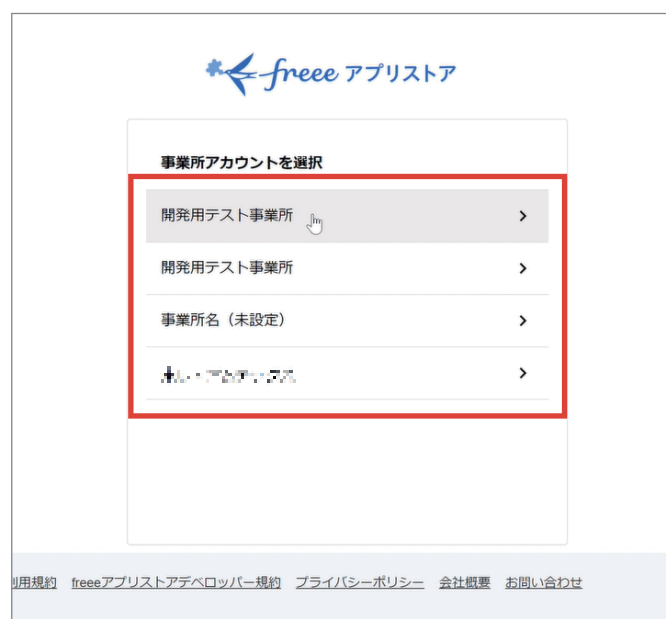 freee アプリストア
事業所アカウントを選択
開発用テスト事業所
開発用テスト事業所
事業所名（未設定）
用規約 freeeアプリストアデベロッパー規約 プライバシーポリシー 会社概要 お問い合わせ